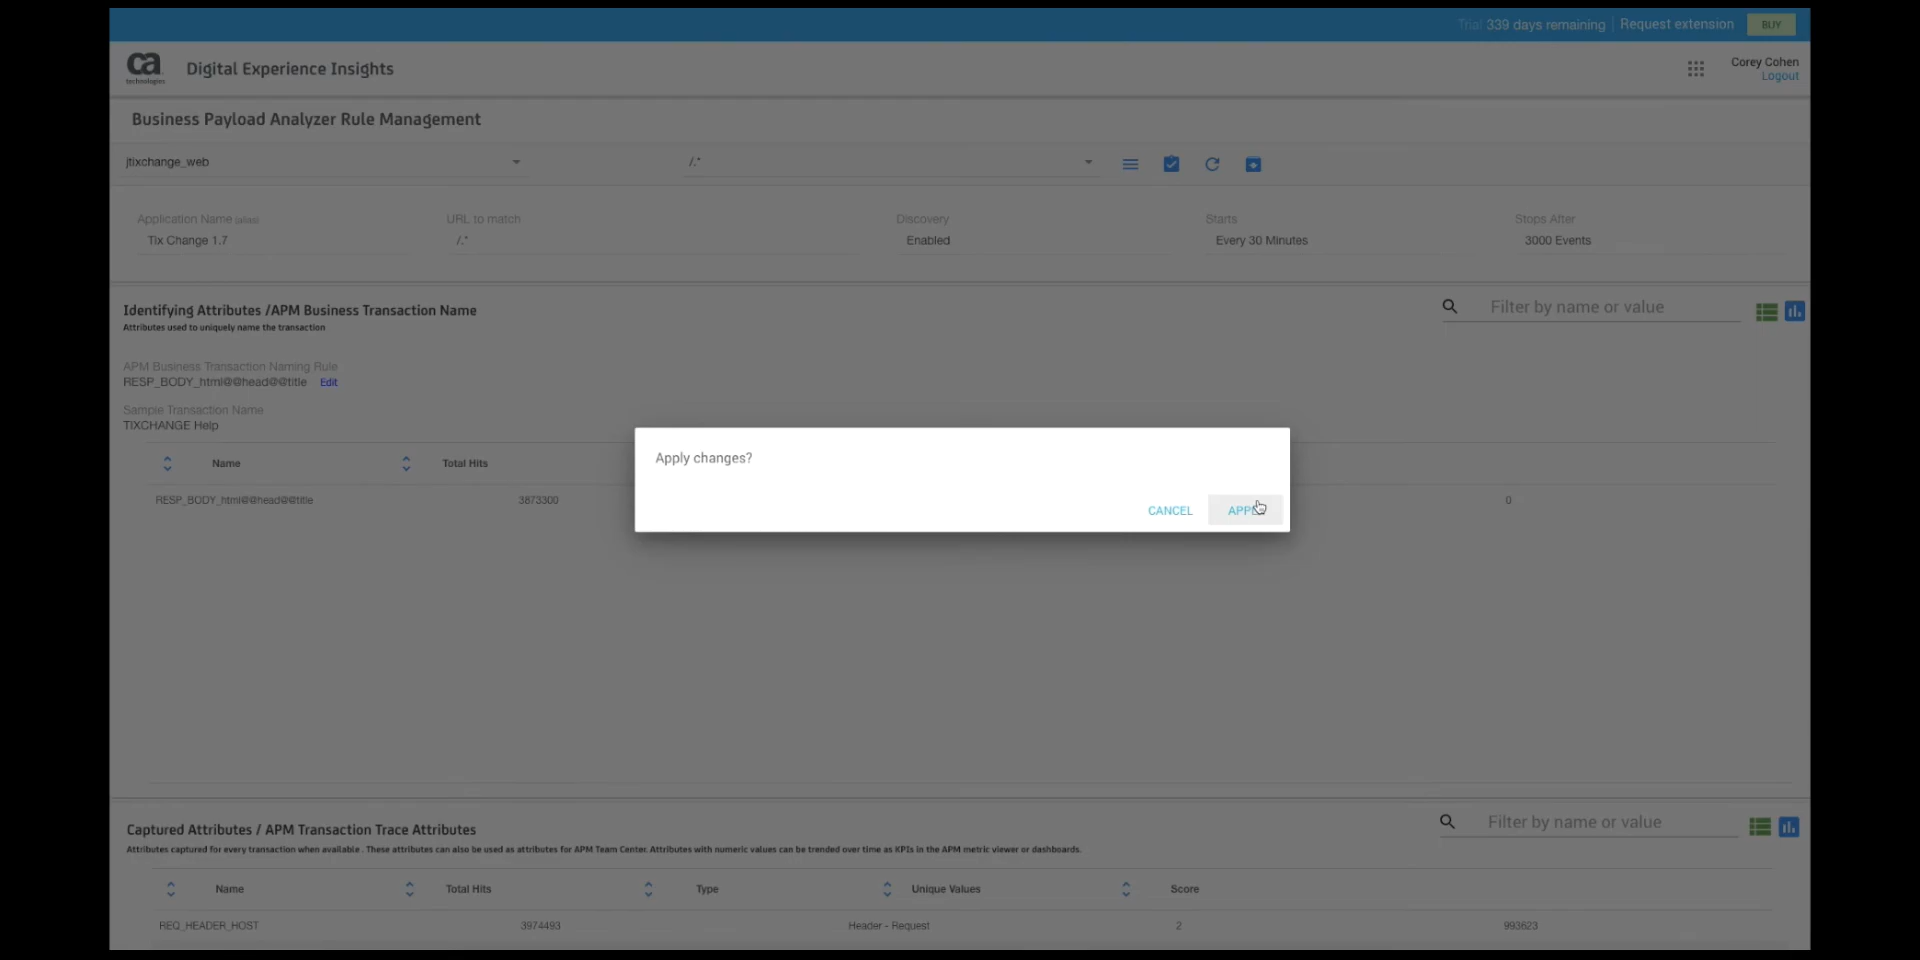 Trial 339 days remaining Request extension BUY
ca
technologies
Digital Experience Insights
Corey Cohen
Logout
Business Payload Analyzer Rule Management
jtixchange_web /.*
Application Name (alias) URL to match Discovery Starts Stops After
Tix Change 1.7 /.* Enabled Every 30 Minutes 3000 Events
Identifying Attributes /APM Business Transaction Name
Attributes used to uniquely name the transaction
Filter by name or value
APM Business Transaction Naming Rule
RESP_BODY_html@@head@@title Edit
Sample Transaction Name
TIXCHANGE Help
Name Total Hits
RESP_BODY_html@@head@@title 3873300 0
Apply changes?
CANCEL APPLY
Captured Attributes / APM Transaction Trace Attributes
Attributes captured for every transaction when available . These attributes can also be used as attributes for APM Team Center. Attributes with numeric values can be trended over time as KPIs in the APM metric viewer or dashboards.
Filter by name or value
Name Total Hits Type Unique Values Score
REQ_HEADER_HOST 3974493 Header - Request 2 993623